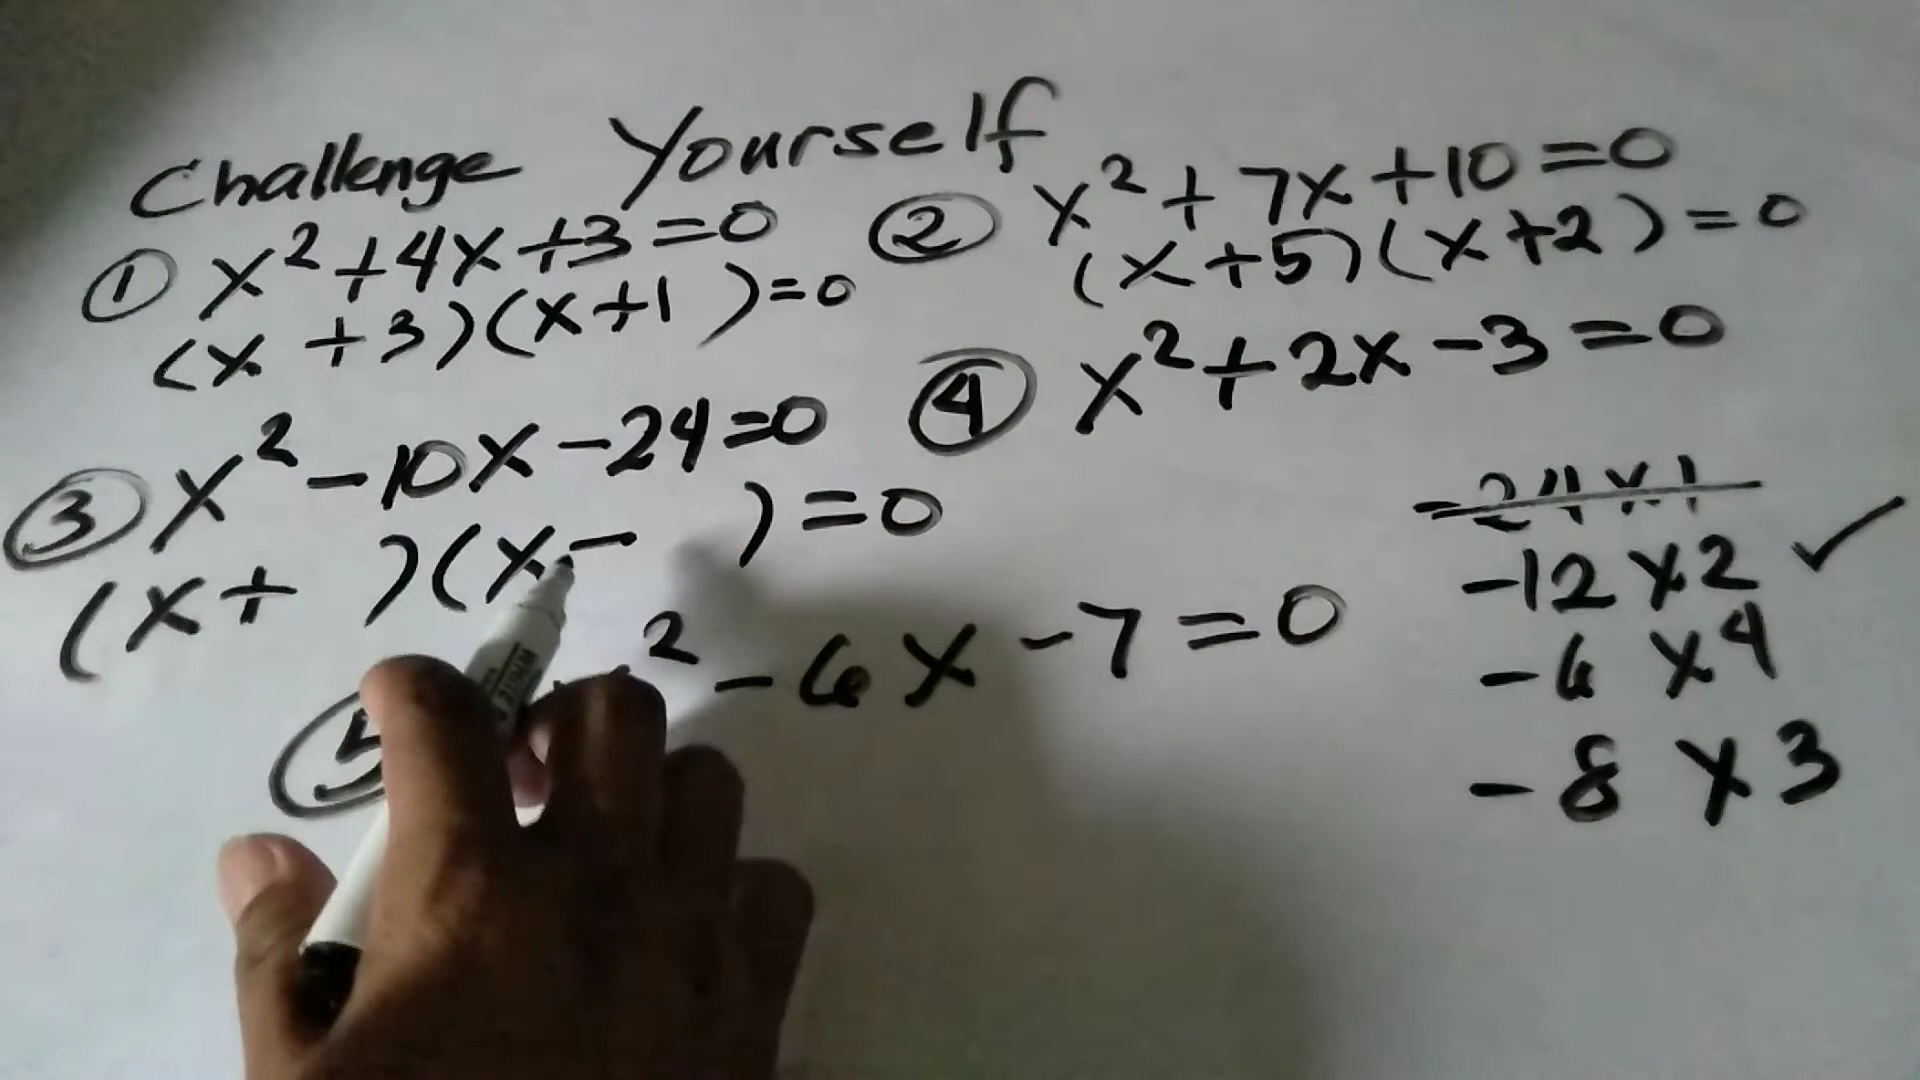 Challenge Yourself
① x²+4x+3=0
(x +3)(x+1 )=0
② x²+7x+10=0
(x+5)(x+2)=0
③ x²-10x-24=0
(x+ )(x- )=0
④ x²+2x-3=0
⑤ ²-6x-7=0
-24x1
-12x2 ✓
-6x4
-8x3